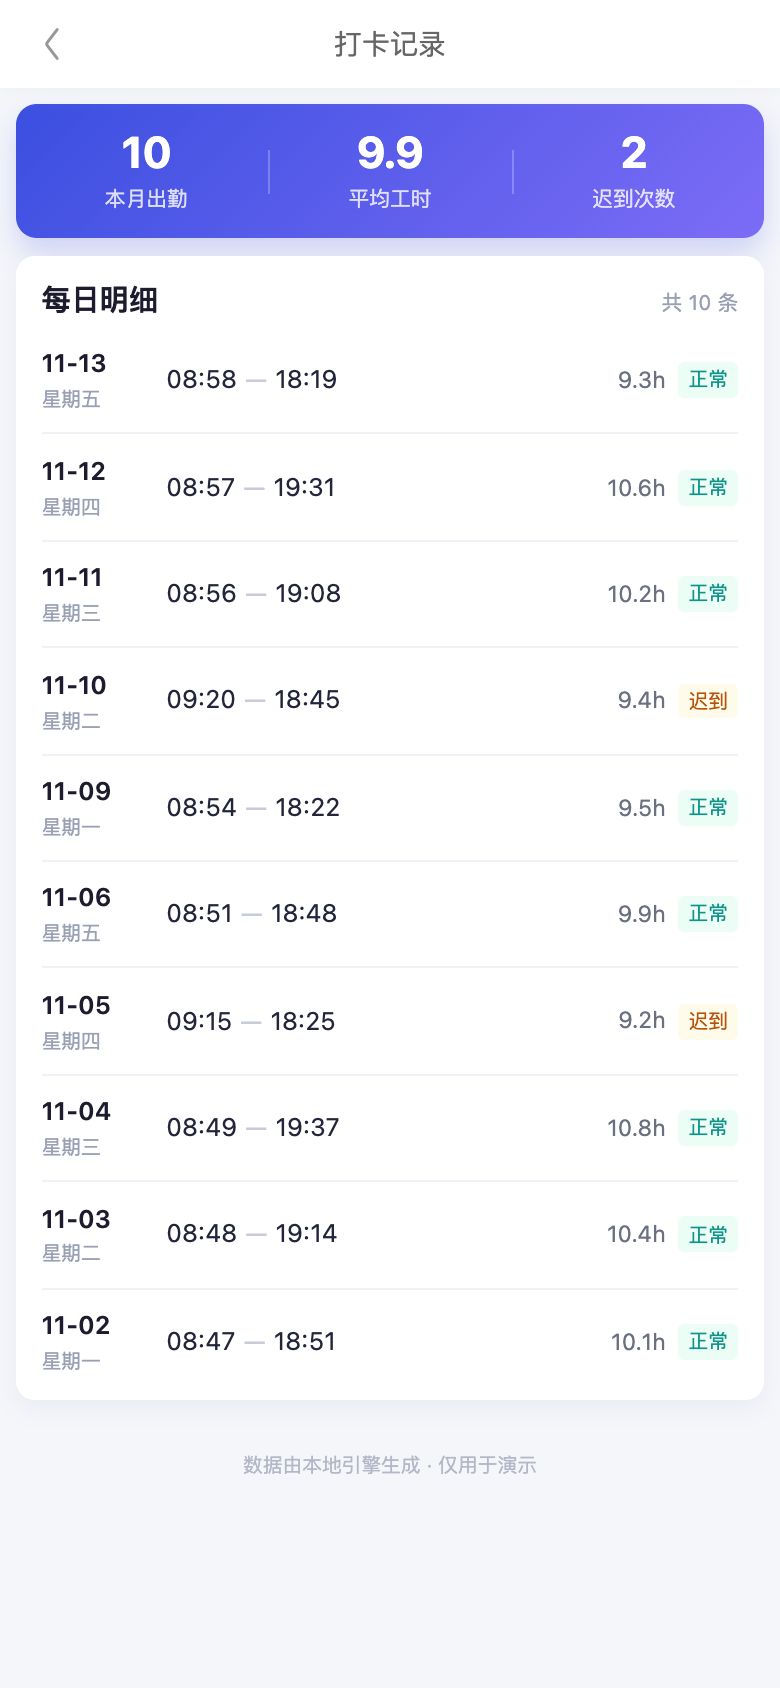 打卡记录
10 9.9 2
本月出勤 平均工时 迟到次数
每日明细 共 10 条
11-13
星期五
08:58 — 18:19 9.3h 正常
11-12
星期四
08:57 — 19:31 10.6h 正常
11-11
星期三
08:56 — 19:08 10.2h 正常
11-10
星期二
09:20 — 18:45 9.4h 迟到
11-09
星期一
08:54 — 18:22 9.5h 正常
11-06
星期五
08:51 — 18:48 9.9h 正常
11-05
星期四
09:15 — 18:25 9.2h 迟到
11-04
星期三
08:49 — 19:37 10.8h 正常
11-03
星期二
08:48 — 19:14 10.4h 正常
11-02
星期一
08:47 — 18:51 10.1h 正常
数据由本地引擎生成 · 仅用于演示